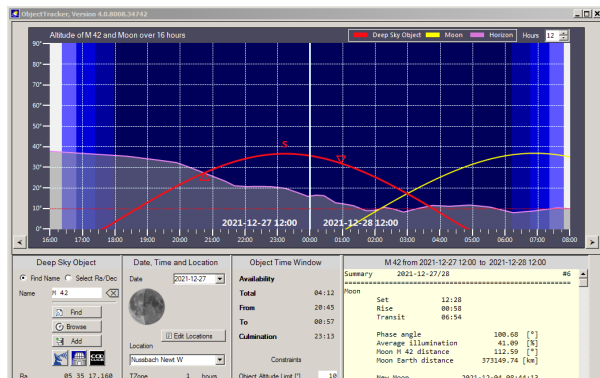 ObjectTracker, Version 4.0.8008.34742
Altitude of M 42 and Moon over 16 hours
Deep Sky Object Moon Horizon Hours 12
90°
80°
70°
60°
50°
40°
30°
20°
10°
0°
S
2021-12-27 12:00 2021-12-28 12:00
16:00 17:00 18:00 19:00 20:00 21:00 22:00 23:00 00:00 01:00 02:00 03:00 04:00 05:00 06:00 07:00 08:00
Deep Sky Object
Find Name Select Ra/Dec
Name M 42
Find
Browse
Add
CCD
Ra 05 35 17,160
Date, Time and Location
Date 2021-12-27
Edit Locations
Location
Nussbach Newt W
TZone 1 hours
Object Time Window
Availability
Total 04:12
From 20:45
To 00:57
Culmination 23:13
Constraints
Object Altitude Limit [°] 10
M 42 from 2021-12-27 12:00 to 2021-12-28 12:00
Summary 2021-12-27/28 #6
Moon
Set 12:28
Rise 00:58
Transit 06:54
Phase angle 100.68 [°]
Average illumination 41.09 [%]
Moon M 42 distance 112.59 [°]
Moon Earth distance 373149.74 [km]
New Moon 2021-12-04 08:44:13